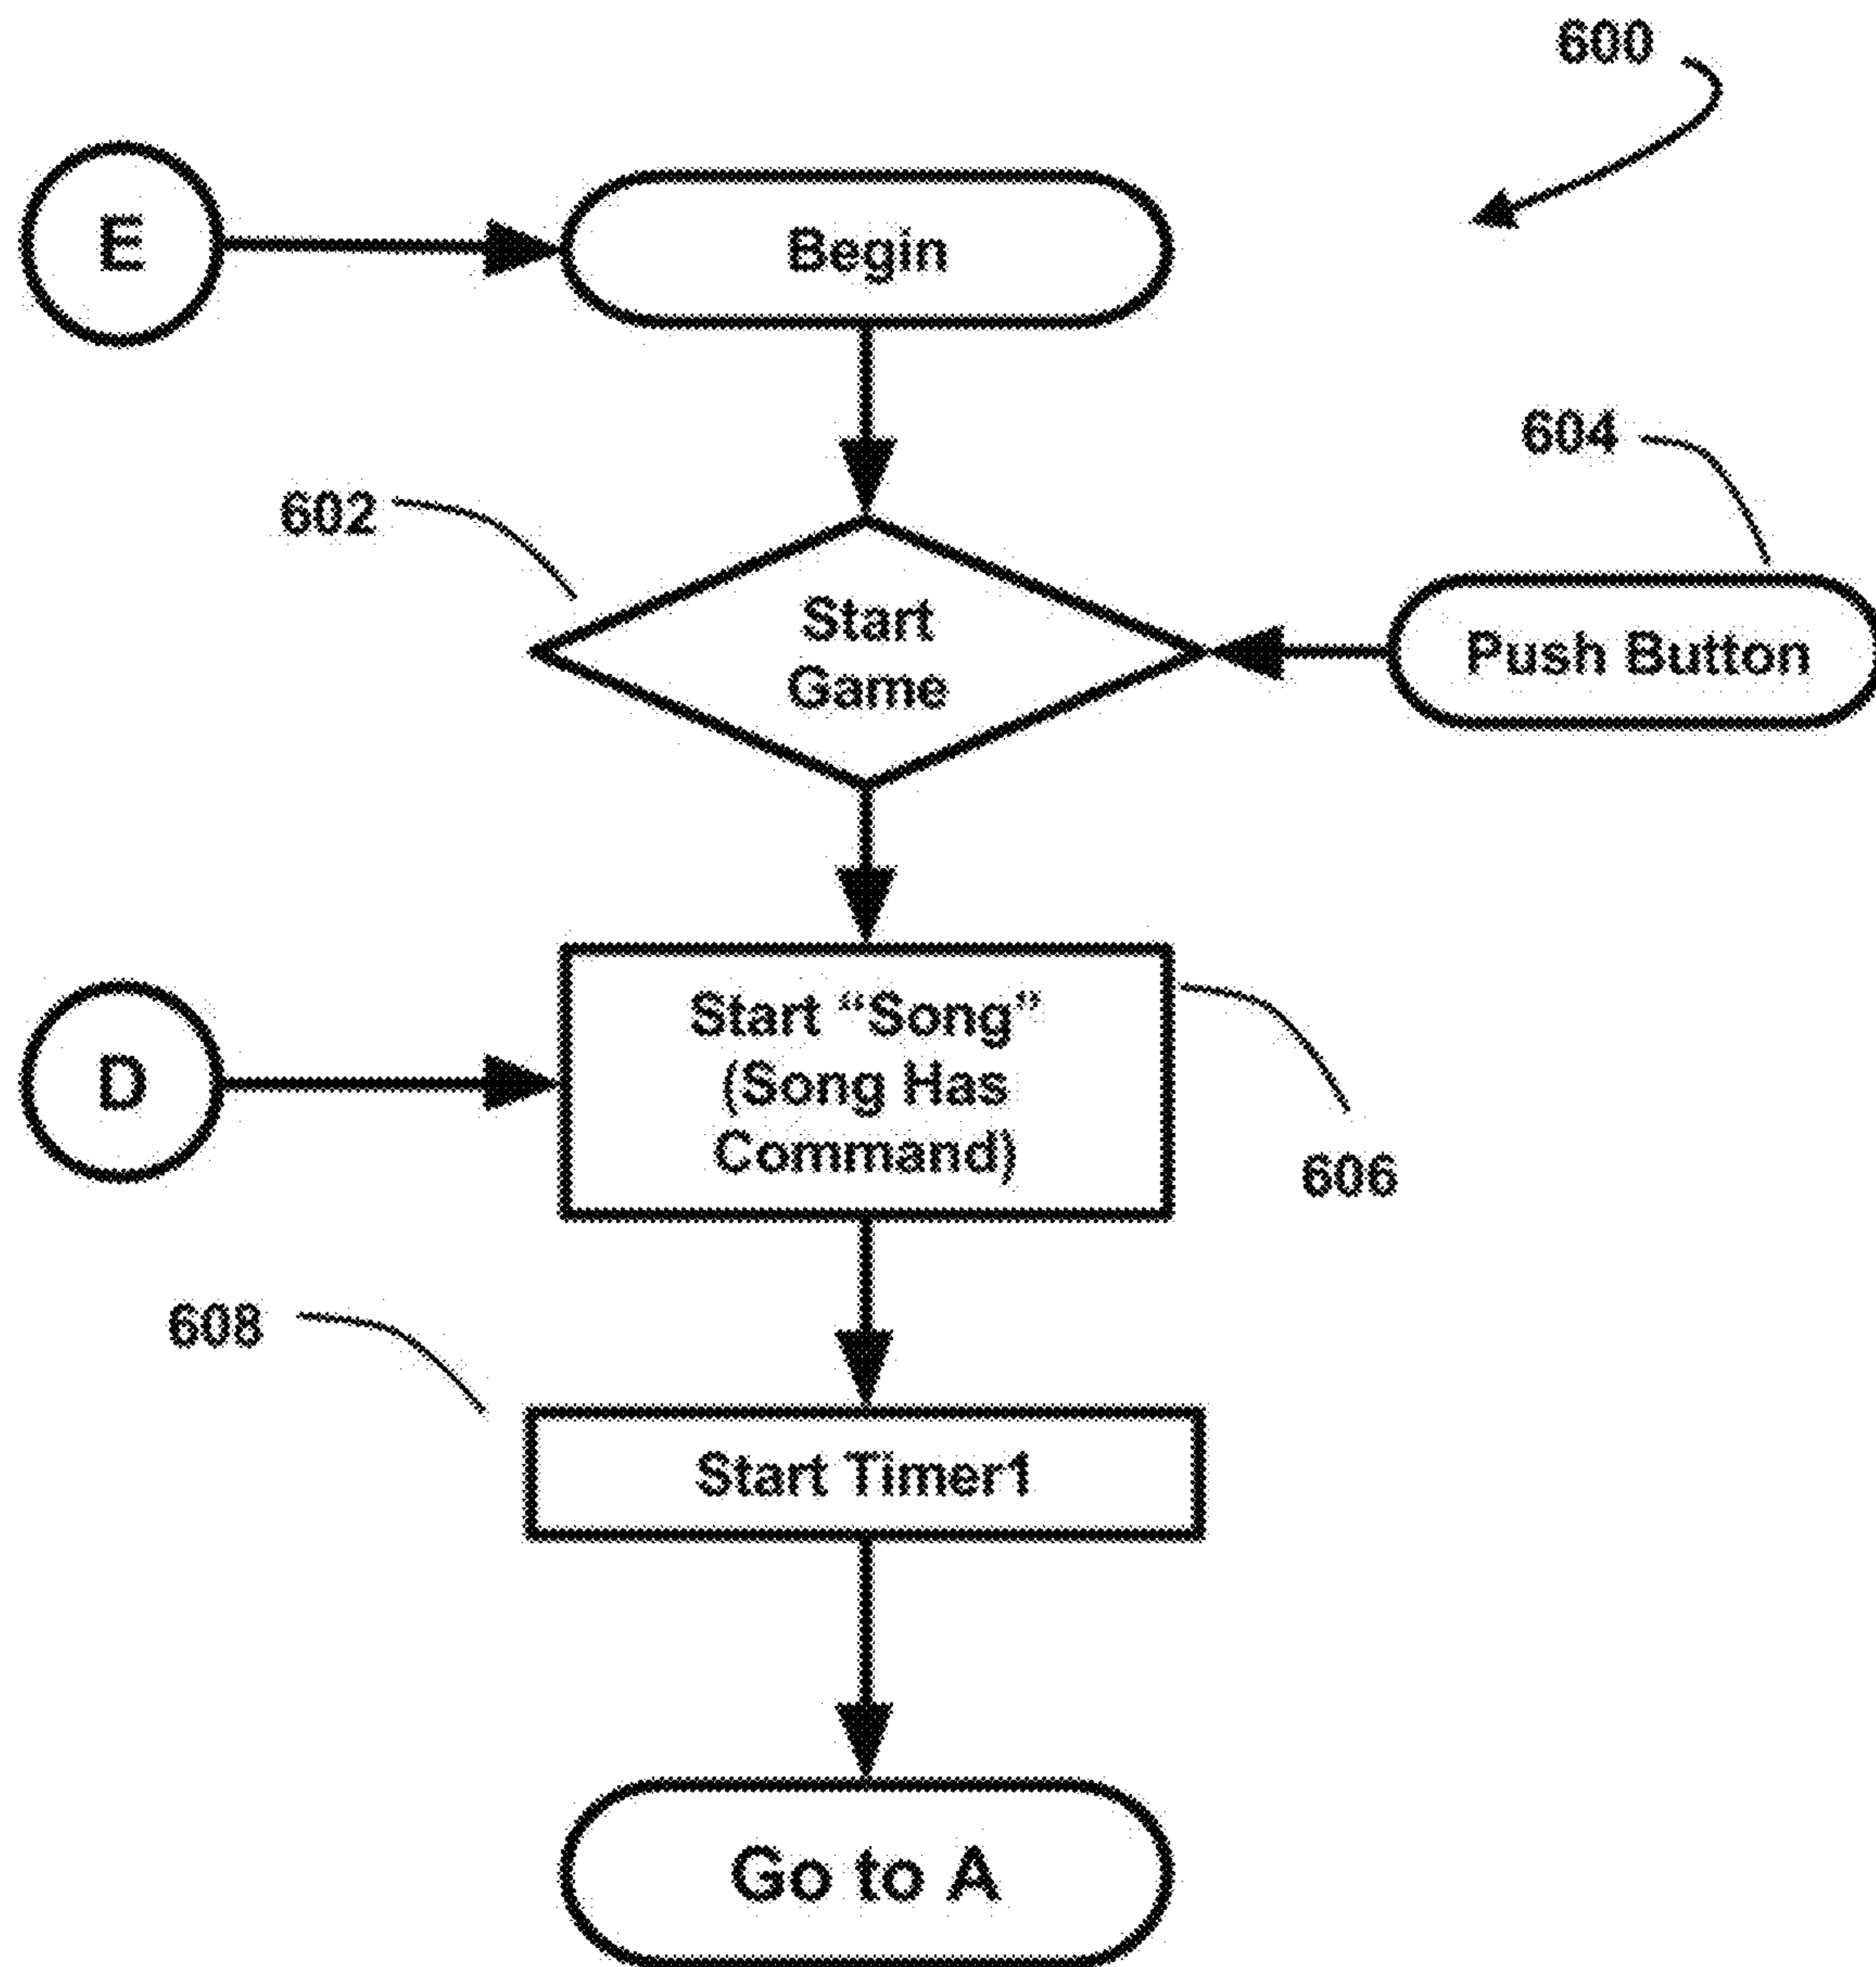 600
E
Begin
604
602
Start
Game
Push Button
Start “Song”
(Song Has
Command)
D
606
608
Start Timer1
Go to A